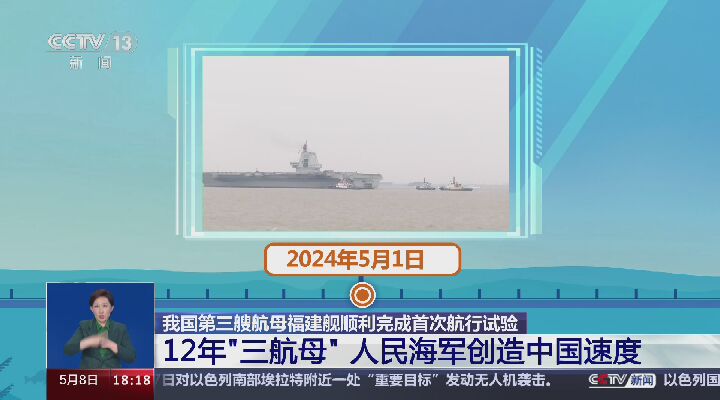 CCTV 13
新闻
2024年5月1日
我国第三艘航母福建舰顺利完成首次航行试验
12年"三航母" 人民海军创造中国速度
5月8日 18:18
7日对以色列南部埃拉特附近一处“重要目标”发动无人机袭击。
CCTV 新闻
以色列国